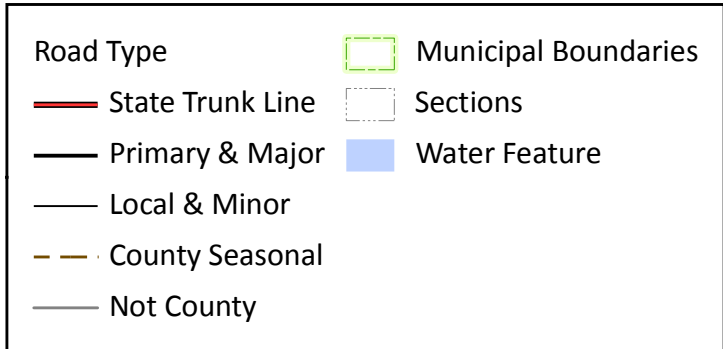 Road Type
State Trunk Line
Primary & Major
Local & Minor
County Seasonal
Not County
Municipal Boundaries
Sections
Water Feature